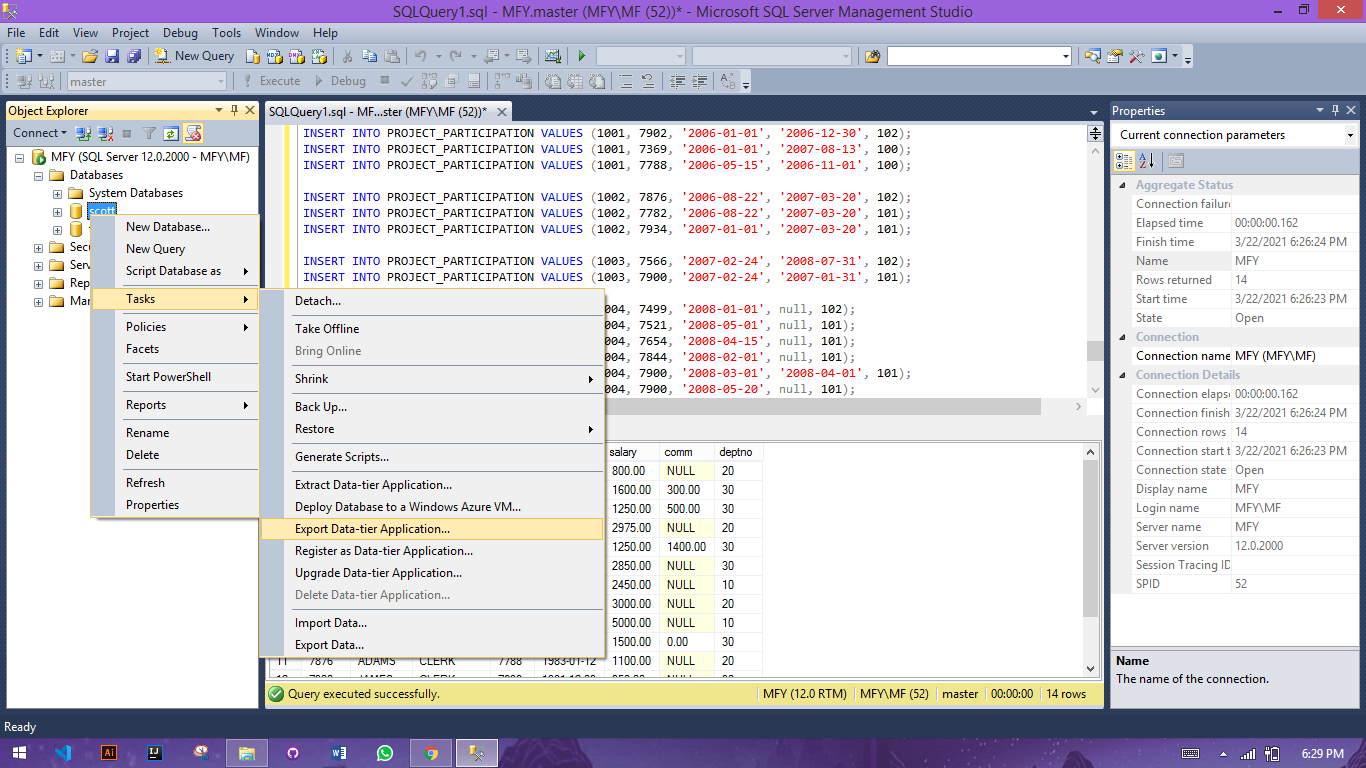 SQLQuery1.sql - MFY.master (MFY\MF (52))* - Microsoft SQL Server Management Studio
File Edit View Project Debug Tools Window Help
New Query
master Execute Debug
Object Explorer
Connect
MFY (SQL Server 12.0.2000 - MFY\MF)
Databases
System Databases
scott
New Database...
New Query
Script Database as
Tasks
Policies
Facets
Start PowerShell
Reports
Rename
Delete
Refresh
Properties
Detach...
Take Offline
Bring Online
Shrink
Back Up...
Restore
Generate Scripts...
Extract Data-tier Application...
Deploy Database to a Windows Azure VM...
Export Data-tier Application...
Register as Data-tier Application...
Upgrade Data-tier Application...
Delete Data-tier Application...
Import Data...
Export Data...
SQLQuery1.sql - MF...ster (MFY\MF (52))*
INSERT INTO PROJECT_PARTICIPATION VALUES (1001, 7902, '2006-01-01', '2006-12-30', 102);
INSERT INTO PROJECT_PARTICIPATION VALUES (1001, 7369, '2006-01-01', '2007-08-13', 100);
INSERT INTO PROJECT_PARTICIPATION VALUES (1001, 7788, '2006-05-15', '2006-11-01', 100);
INSERT INTO PROJECT_PARTICIPATION VALUES (1002, 7876, '2006-08-22', '2007-03-20', 102);
INSERT INTO PROJECT_PARTICIPATION VALUES (1002, 7782, '2006-08-22', '2007-03-20', 101);
INSERT INTO PROJECT_PARTICIPATION VALUES (1002, 7934, '2007-01-01', '2007-03-20', 101);
INSERT INTO PROJECT_PARTICIPATION VALUES (1003, 7566, '2007-02-24', '2008-07-31', 102);
INSERT INTO PROJECT_PARTICIPATION VALUES (1003, 7900, '2007-02-24', '2007-01-31', 101);
004, 7499, '2008-01-01', null, 102);
004, 7521, '2008-05-01', null, 101);
004, 7654, '2008-04-15', null, 101);
004, 7844, '2008-02-01', null, 101);
004, 7900, '2008-03-01', '2008-04-01', 101);
004, 7900, '2008-05-20', null, 101);
salary comm deptno
800.00 NULL 20
1600.00 300.00 30
1250.00 500.00 30
2975.00 NULL 20
1250.00 1400.00 30
2850.00 NULL 30
2450.00 NULL 10
3000.00 NULL 20
5000.00 NULL 10
1500.00 0.00 30
11 7876 ADAMS CLERK 7788 1983-01-12 1100.00 NULL 20
Query executed successfully. MFY (12.0 RTM) MFY\MF (52) master 00:00:00 14 rows
Properties
Current connection parameters
Aggregate Status
Connection failure
Elapsed time 00:00:00.162
Finish time 3/22/2021 6:26:24 PM
Name MFY
Rows returned 14
Start time 3/22/2021 6:26:23 PM
State Open
Connection
Connection name MFY (MFY\MF)
Connection Details
Connection elapse 00:00:00.162
Connection finish 3/22/2021 6:26:24 PM
Connection rows 14
Connection start t 3/22/2021 6:26:23 PM
Connection state Open
Display name MFY
Login name MFY\MF
Server name MFY
Server version 12.0.2000
Session Tracing ID
SPID 52
Name
The name of the connection.
Ready
6:29 PM